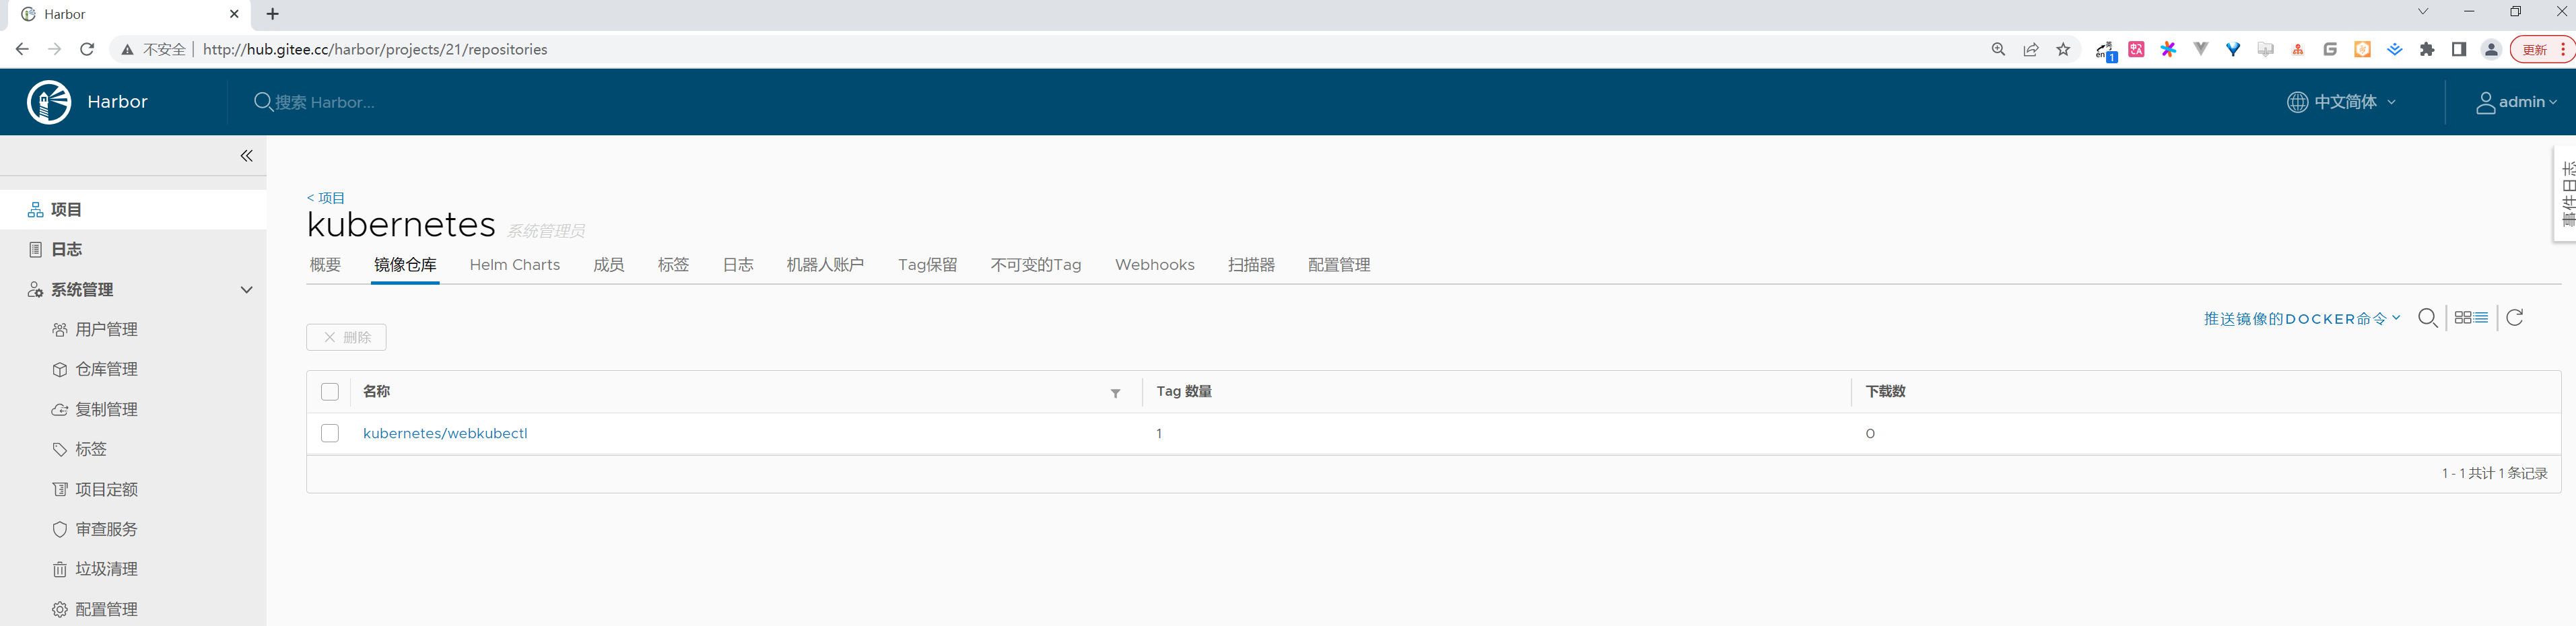 Harbor
不安全
http://hub.gitee.cc/harbor/projects/21/repositories
en
1
更新
Harbor
搜索 Harbor...
中文简体
admin
事件日志
项目
日志
系统管理
用户管理
仓库管理
复制管理
标签
项目定额
审查服务
垃圾清理
配置管理
< 项目
kubernetes 系统管理员
概要 镜像仓库 Helm Charts 成员 标签 日志 机器人账户 Tag保留 不可变的Tag Webhooks 扫描器 配置管理
推送镜像的DOCKER命令
删除
名称 Tag 数量 下载数
kubernetes/webkubectl 1 0
1 - 1 共计 1 条记录